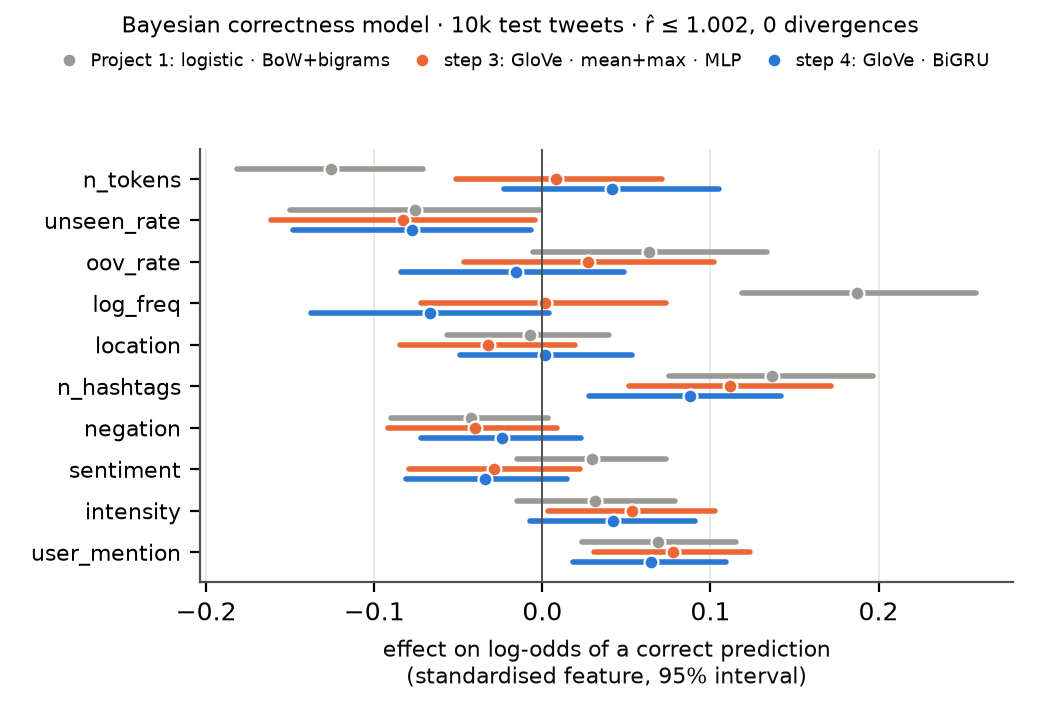 Bayesian correctness model · 10k test tweets · r̂ ≤ 1.002, 0 divergences
Project 1: logistic · BoW+bigrams
step 3: GloVe · mean+max · MLP
step 4: GloVe · BiGRU
n_tokens
unseen_rate
oov_rate
log_freq
location
n_hashtags
negation
sentiment
intensity
user_mention
−0.2
−0.1
0.0
0.1
0.2
effect on log-odds of a correct prediction
(standardised feature, 95% interval)